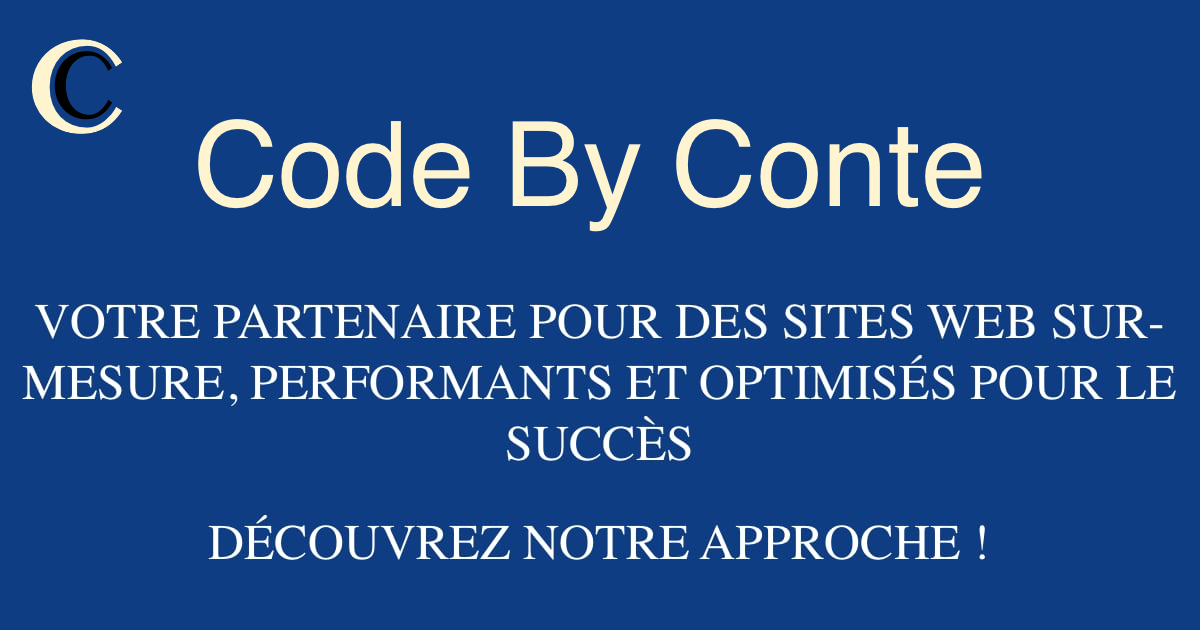 CC
Code By Conte
VOTRE PARTENAIRE POUR DES SITES WEB SUR-
MESURE, PERFORMANTS ET OPTIMISÉS POUR LE
SUCCÈS
DÉCOUVREZ NOTRE APPROCHE !